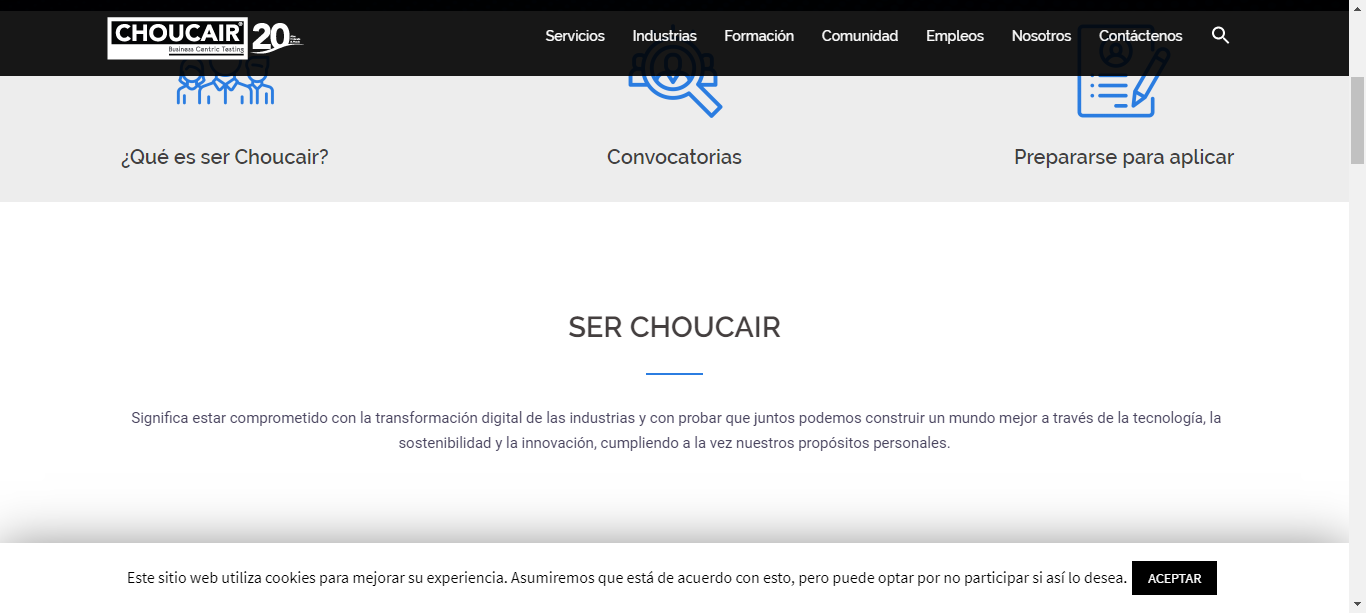 CHOUCAIR
Business Centric Testing
20
Servicios Industrias Formación Comunidad Empleos Nosotros Contáctenos
¿Qué es ser Choucair? Convocatorias Prepararse para aplicar
SER CHOUCAIR
Significa estar comprometido con la transformación digital de las industrias y con probar que juntos podemos construir un mundo mejor a través de la tecnología, la
sostenibilidad y la innovación, cumpliendo a la vez nuestros propósitos personales.
Este sitio web utiliza cookies para mejorar su experiencia. Asumiremos que está de acuerdo con esto, pero puede optar por no participar si así lo desea. ACEPTAR